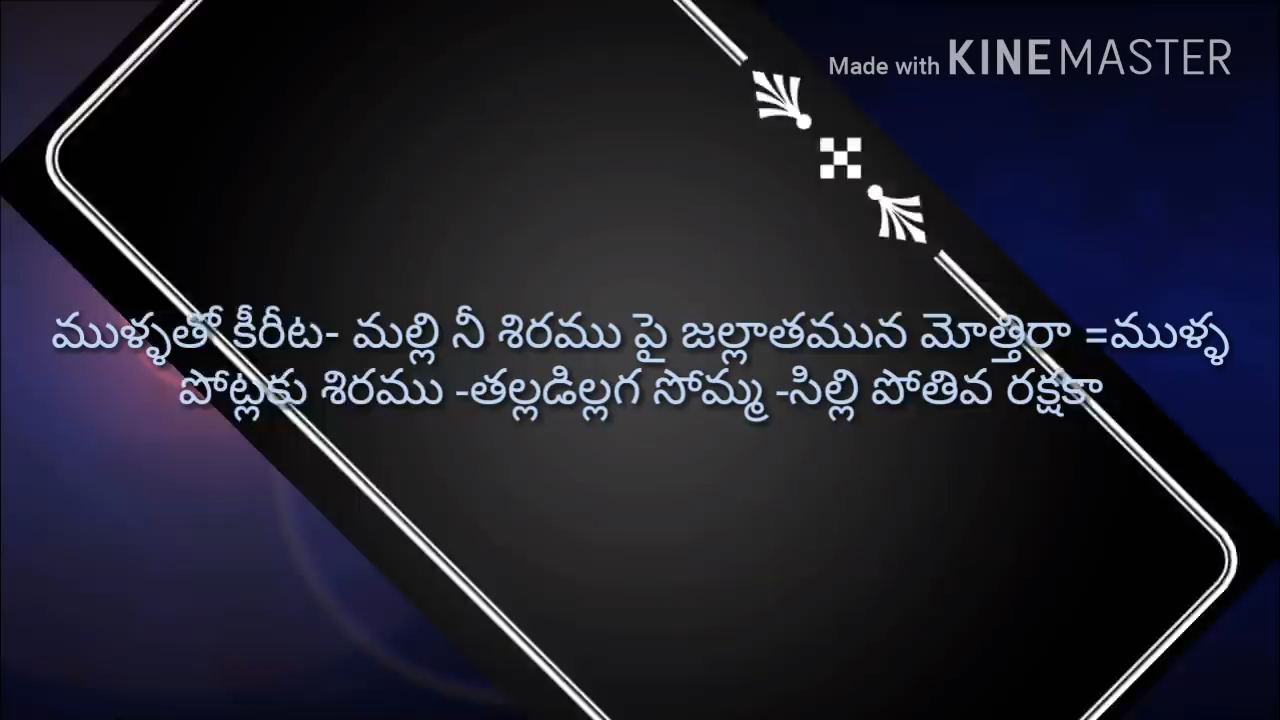 Made with KINEMASTER
ముళ్ళతో కీరీట- మల్లి నీ శిరము పై జల్లాతమున మోత్తిరా =ముళ్ళ
పోట్లకు శిరము -తల్లడిల్లగ సోమ్మ -సిల్లి పోతివ రక్షకా